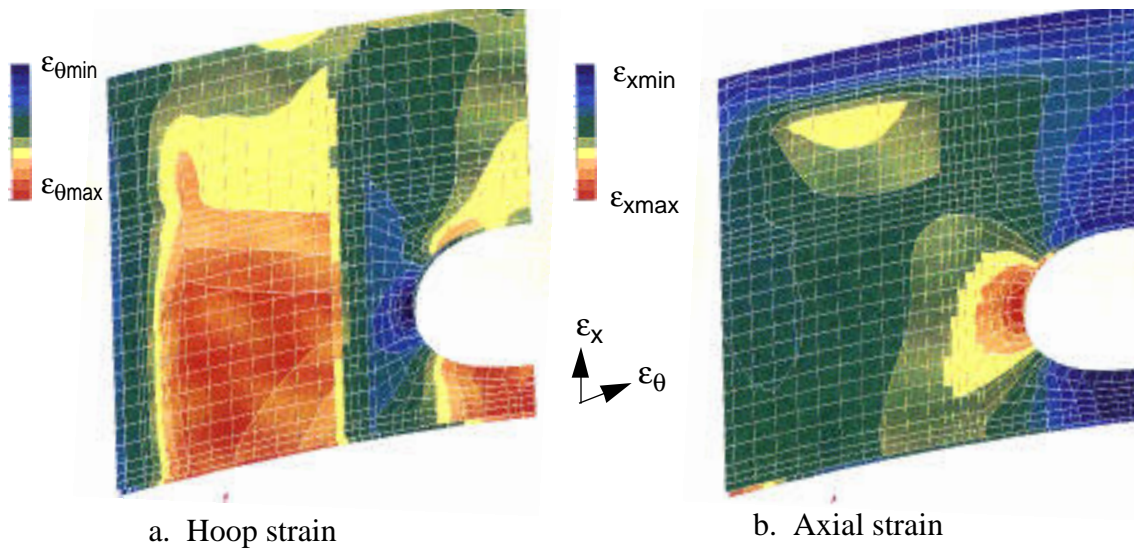 εθmin
εθmax
a. Hoop strain
εxmin
εxmax
εx
εθ
b. Axial strain